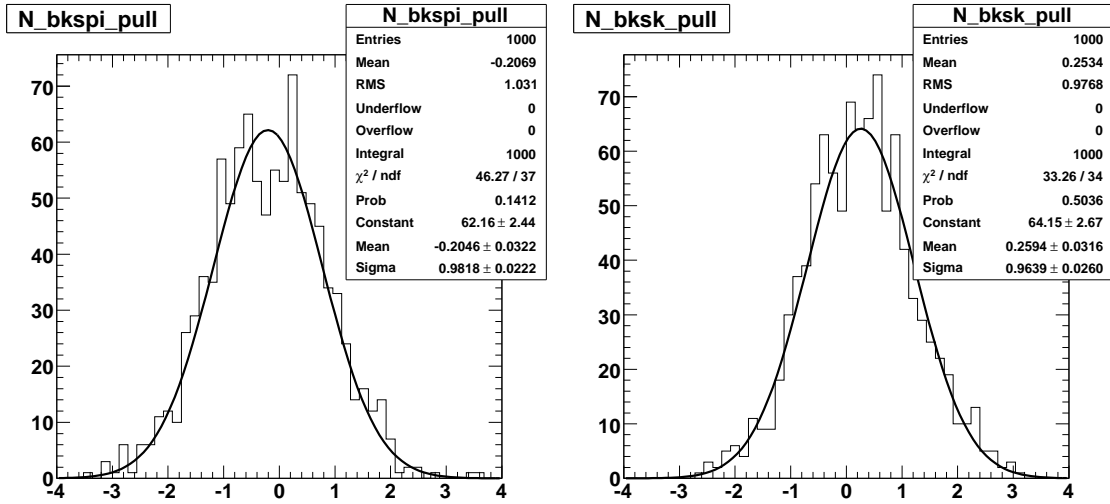 N_bkspi_pull
N_bkspi_pull
Entries 1000
Mean -0.2069
RMS 1.031
Underflow 0
Overflow 0
Integral 1000
χ² / ndf 46.27 / 37
Prob 0.1412
Constant 62.16 ± 2.44
Mean -0.2046 ± 0.0322
Sigma 0.9818 ± 0.0222
70
60
50
40
30
20
10
0
-4 -3 -2 -1 0 1 2 3 4
N_bksk_pull
N_bksk_pull
Entries 1000
Mean 0.2534
RMS 0.9768
Underflow 0
Overflow 0
Integral 1000
χ² / ndf 33.26 / 34
Prob 0.5036
Constant 64.15 ± 2.67
Mean 0.2594 ± 0.0316
Sigma 0.9639 ± 0.0260
70
60
50
40
30
20
10
0
-4 -3 -2 -1 0 1 2 3 4